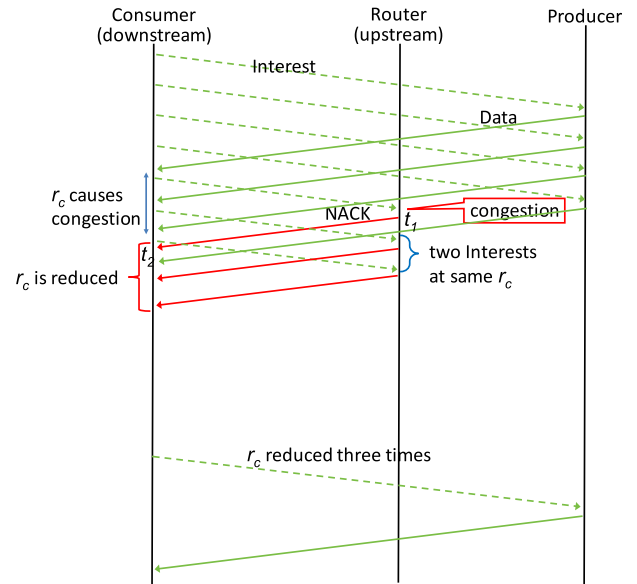 Consumer
(downstream)
Router
(upstream)
Producer
Interest
Data
r_c causes
congestion
NACK
t_1
congestion
t_2
two Interests
at same r_c
r_c is reduced
r_c reduced three times